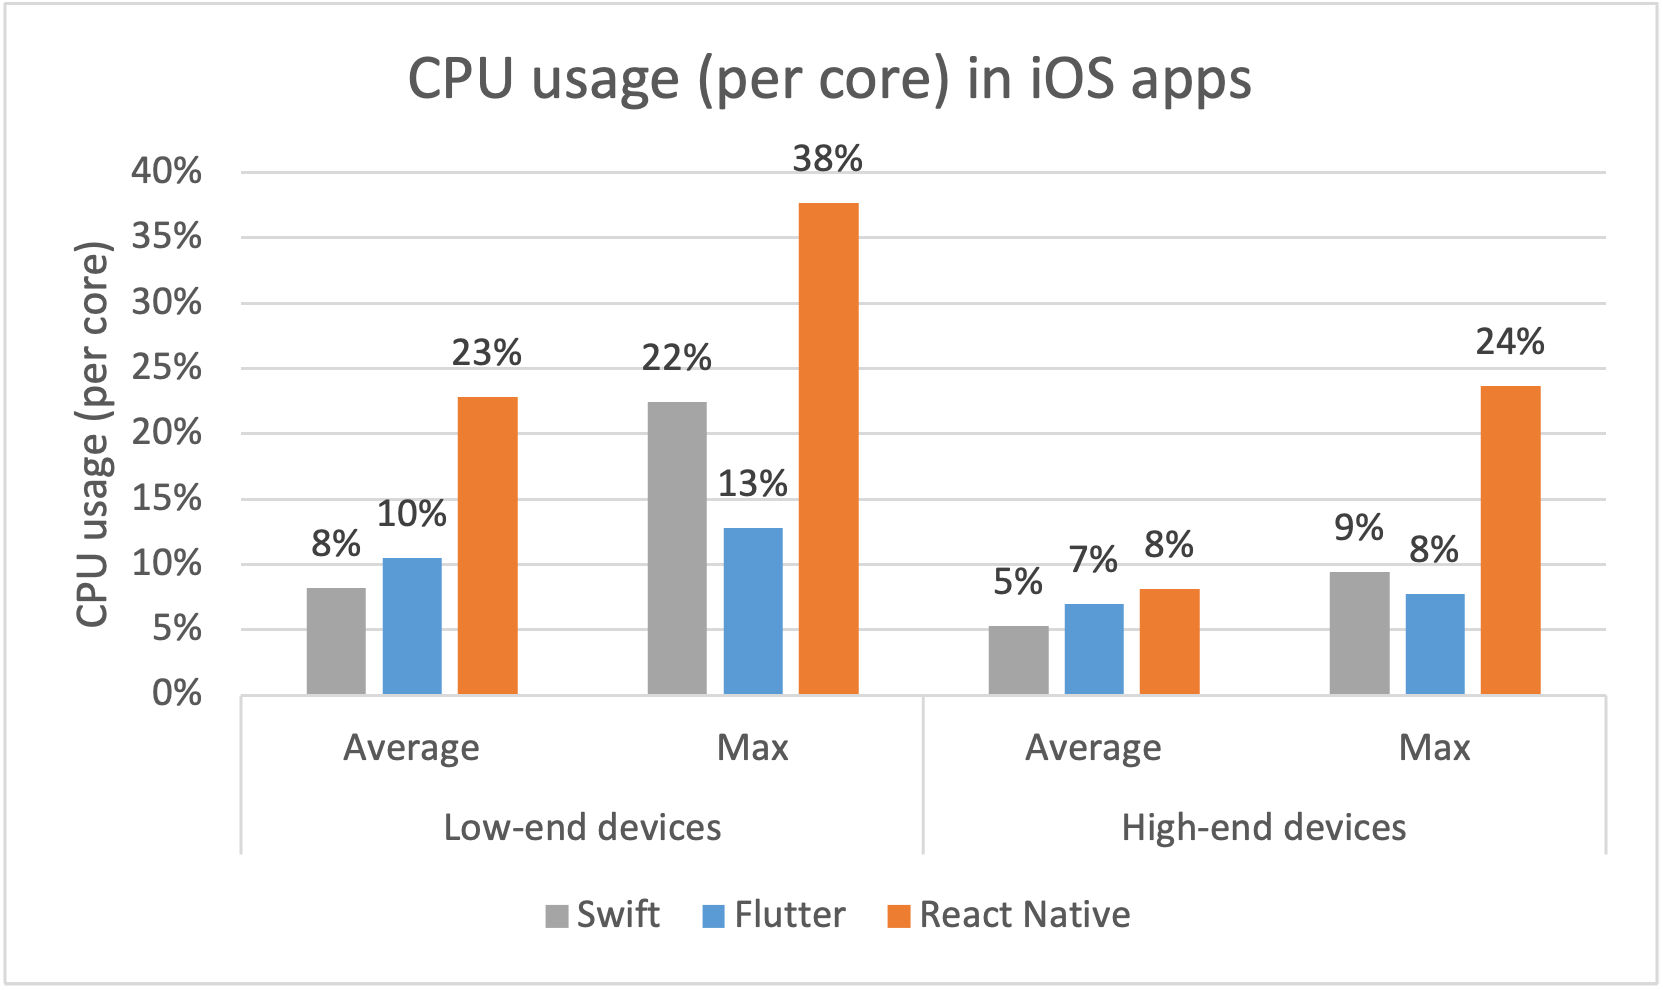 CPU usage (per core) in iOS apps
CPU usage (per core)
40%
35%
30%
25%
20%
15%
10%
5%
0%
8%
10%
23%
22%
13%
38%
5%
7%
8%
9%
8%
24%
Average
Max
Average
Max
Low-end devices
High-end devices
Swift
Flutter
React Native